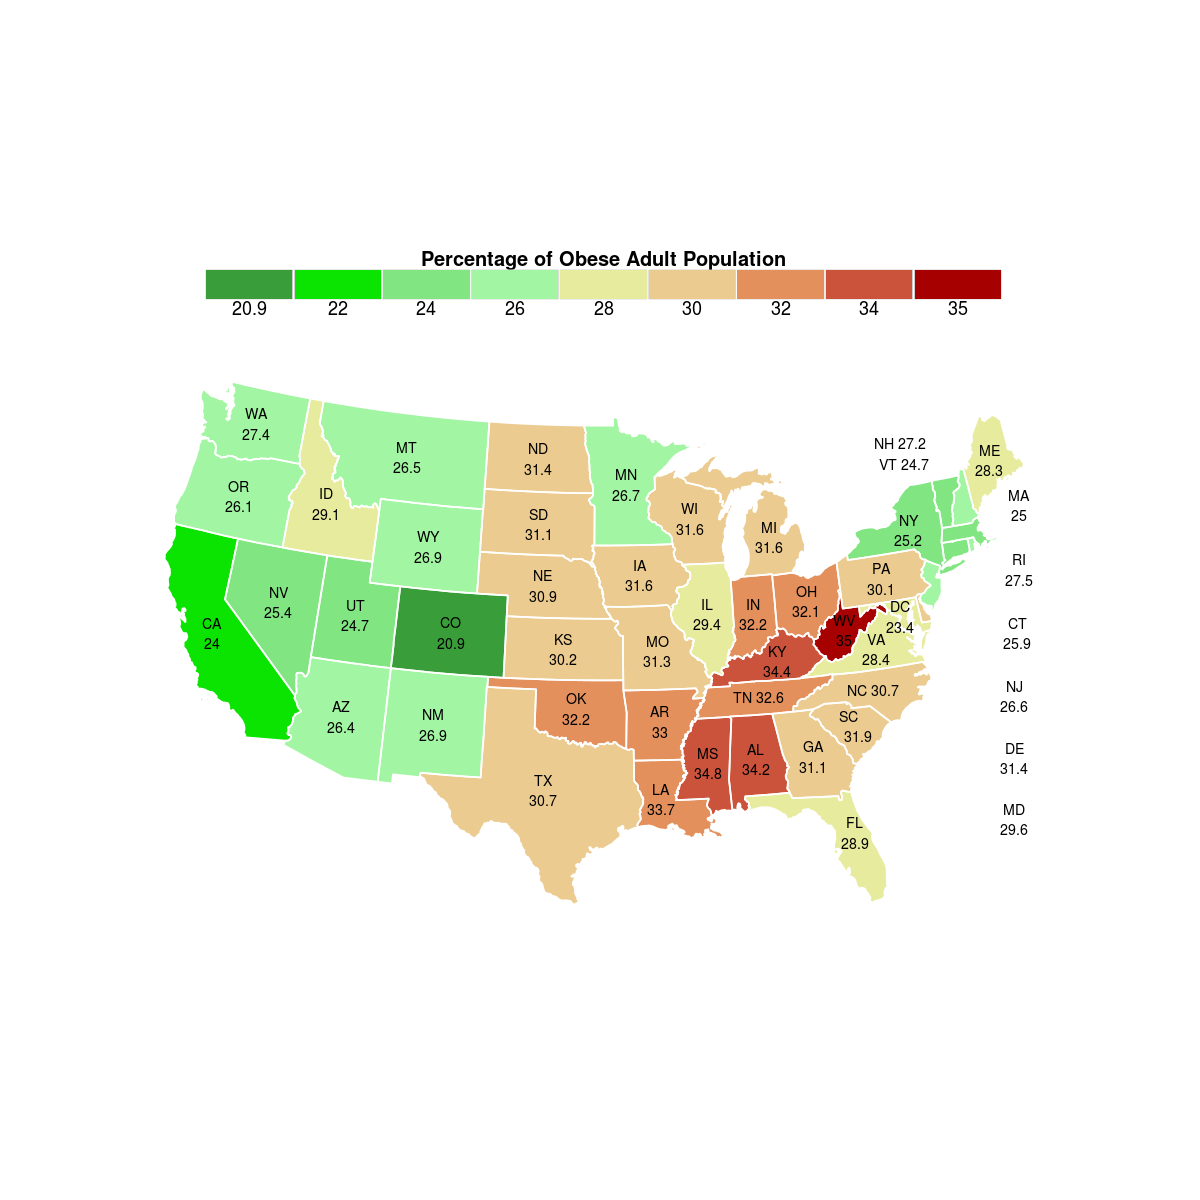 Percentage of Obese Adult Population
20.9 22 24 26 28 30 32 34 35
WA
27.4
MT
26.5
ND
31.4
MN
26.7
NH 27.2
VT 24.7
ME
28.3
OR
26.1
ID
29.1
SD
31.1
WI
31.6
MI
31.6
NY
25.2
MA
25
WY
26.9
IA
31.6
PA
30.1
RI
27.5
NV
25.4
UT
24.7
NE
30.9
IL
29.4
IN
32.2
OH
32.1
DC
23.4
CA
24
CO
20.9
KS
30.2
MO
31.3
KY
34.4
WV
35
VA
28.4
CT
25.9
AZ
26.4
NM
26.9
OK
32.2
AR
33
TN 32.6
NC 30.7
SC
31.9
NJ
26.6
TX
30.7
LA
33.7
MS
34.8
AL
34.2
GA
31.1
DE
31.4
FL
28.9
MD
29.6